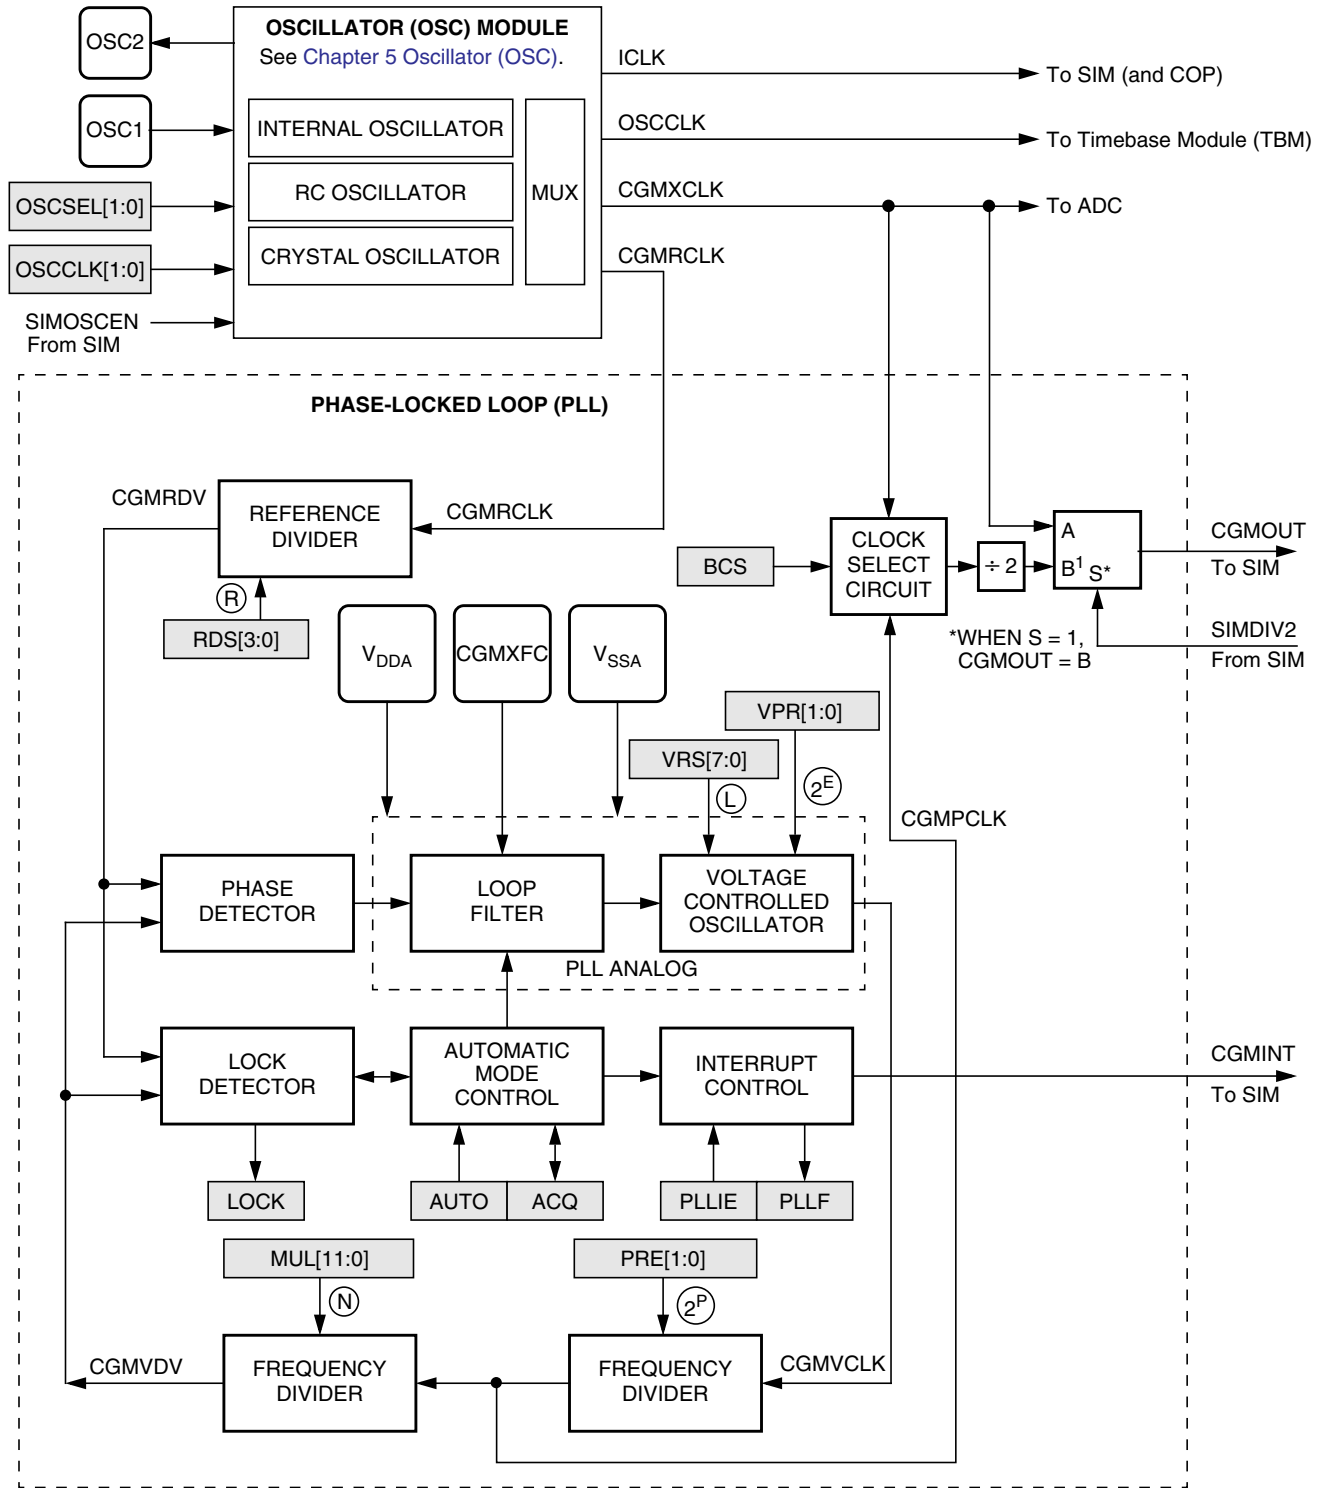 OSC2
OSCILLATOR (OSC) MODULE
See Chapter 5 Oscillator (OSC).
ICLK
To SIM (and COP)
OSC1
INTERNAL OSCILLATOR
OSCCLK
To Timebase Module (TBM)
OSCSEL[1:0]
RC OSCILLATOR
MUX
CGMXCLK
To ADC
OSCCLK[1:0]
CRYSTAL OSCILLATOR
CGMRCLK
SIMOSCEN
From SIM
PHASE-LOCKED LOOP (PLL)
CGMRDV
REFERENCE
DIVIDER
CGMRCLK
R
RDS[3:0]
BCS
CLOCK
SELECT
CIRCUIT
÷ 2
A
B¹ S*
CGMOUT
To SIM
*WHEN S = 1,
CGMOUT = B
SIMDIV2
From SIM
V_DDA
CGMXFC
V_SSA
VPR[1:0]
VRS[7:0]
L
2^E
CGMPCLK
PHASE
DETECTOR
LOOP
FILTER
VOLTAGE
CONTROLLED
OSCILLATOR
PLL ANALOG
LOCK
DETECTOR
AUTOMATIC
MODE
CONTROL
INTERRUPT
CONTROL
CGMINT
To SIM
LOCK
AUTO
ACQ
PLLIE
PLLF
MUL[11:0]
PRE[1:0]
N
2^P
CGMVDV
FREQUENCY
DIVIDER
FREQUENCY
DIVIDER
CGMVCLK